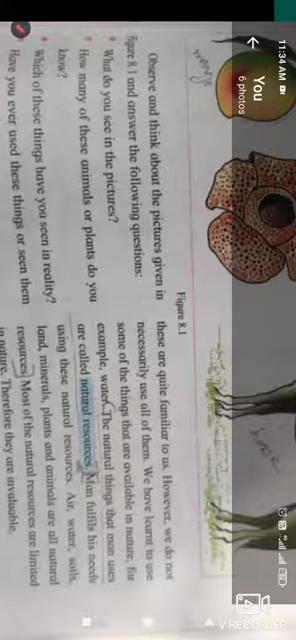 11:34AM
You
6 photos
Figure 8.1
Observe and think about the pictures given in
figure 8.1 and answer the following questions:
* What do you see in the pictures?
* How many of these animals or plants do you
know?
* Which of these things have you seen in reality?
* Have you ever used these things or seen them
these are quite familiar to us. However, we do not
necessarily use all of them. We have learnt to use
some of the things that are available in nature, for
example, water. The natural things that man uses
are called natural resources. Man fulfils his needs
using these natural resources. Air, water, soils,
land, minerals, plants and animals are all natural
resources. Most of the natural resources are limited
in nature. Therefore they are invaluable.
V RECORDER